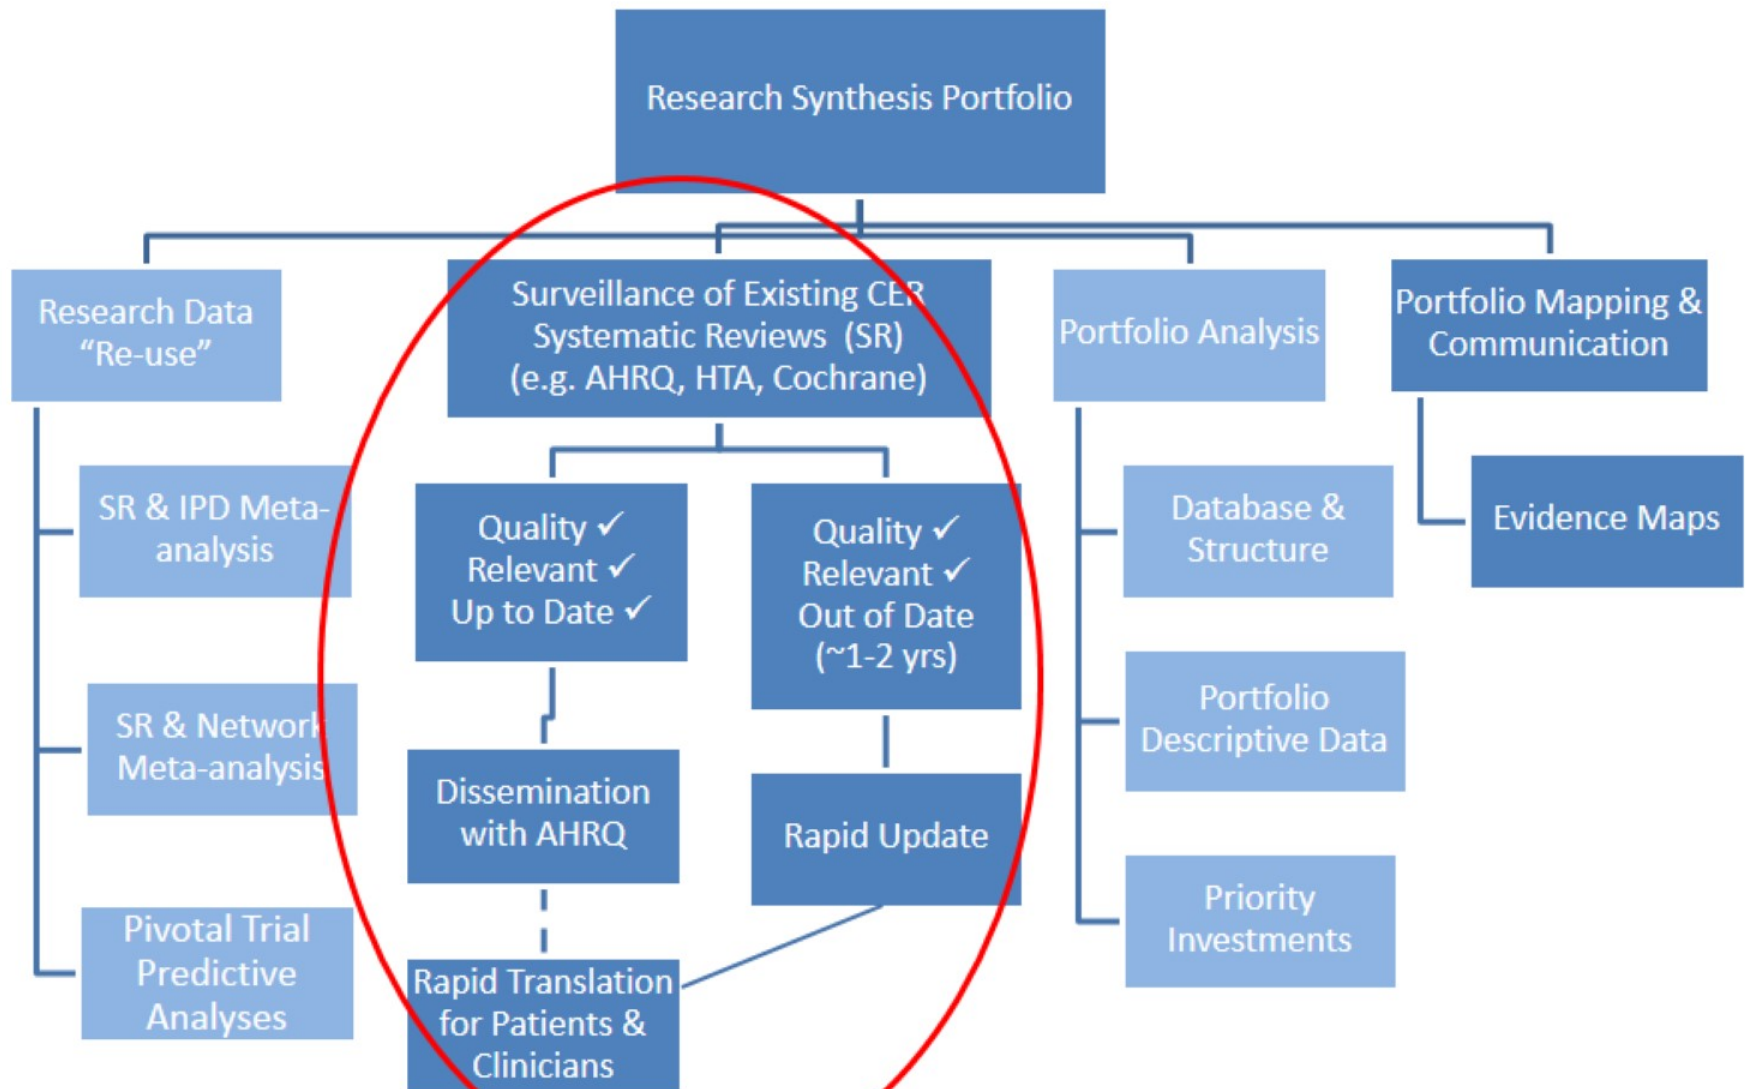 Research Synthesis Portfolio
Research Data
“Re-use”
SR & IPD Meta-
analysis
SR & Network
Meta-analysis
Pivotal Trial
Predictive
Analyses
Surveillance of Existing CER
Systematic Reviews (SR)
(e.g. AHRQ, HTA, Cochrane)
Quality ✓
Relevant ✓
Up to Date ✓
Dissemination
with AHRQ
Rapid Translation
for Patients &
Clinicians
Quality ✓
Relevant ✓
Out of Date
(~1-2 yrs)
Rapid Update
Portfolio Analysis
Database &
Structure
Portfolio
Descriptive Data
Priority
Investments
Portfolio Mapping &
Communication
Evidence Maps